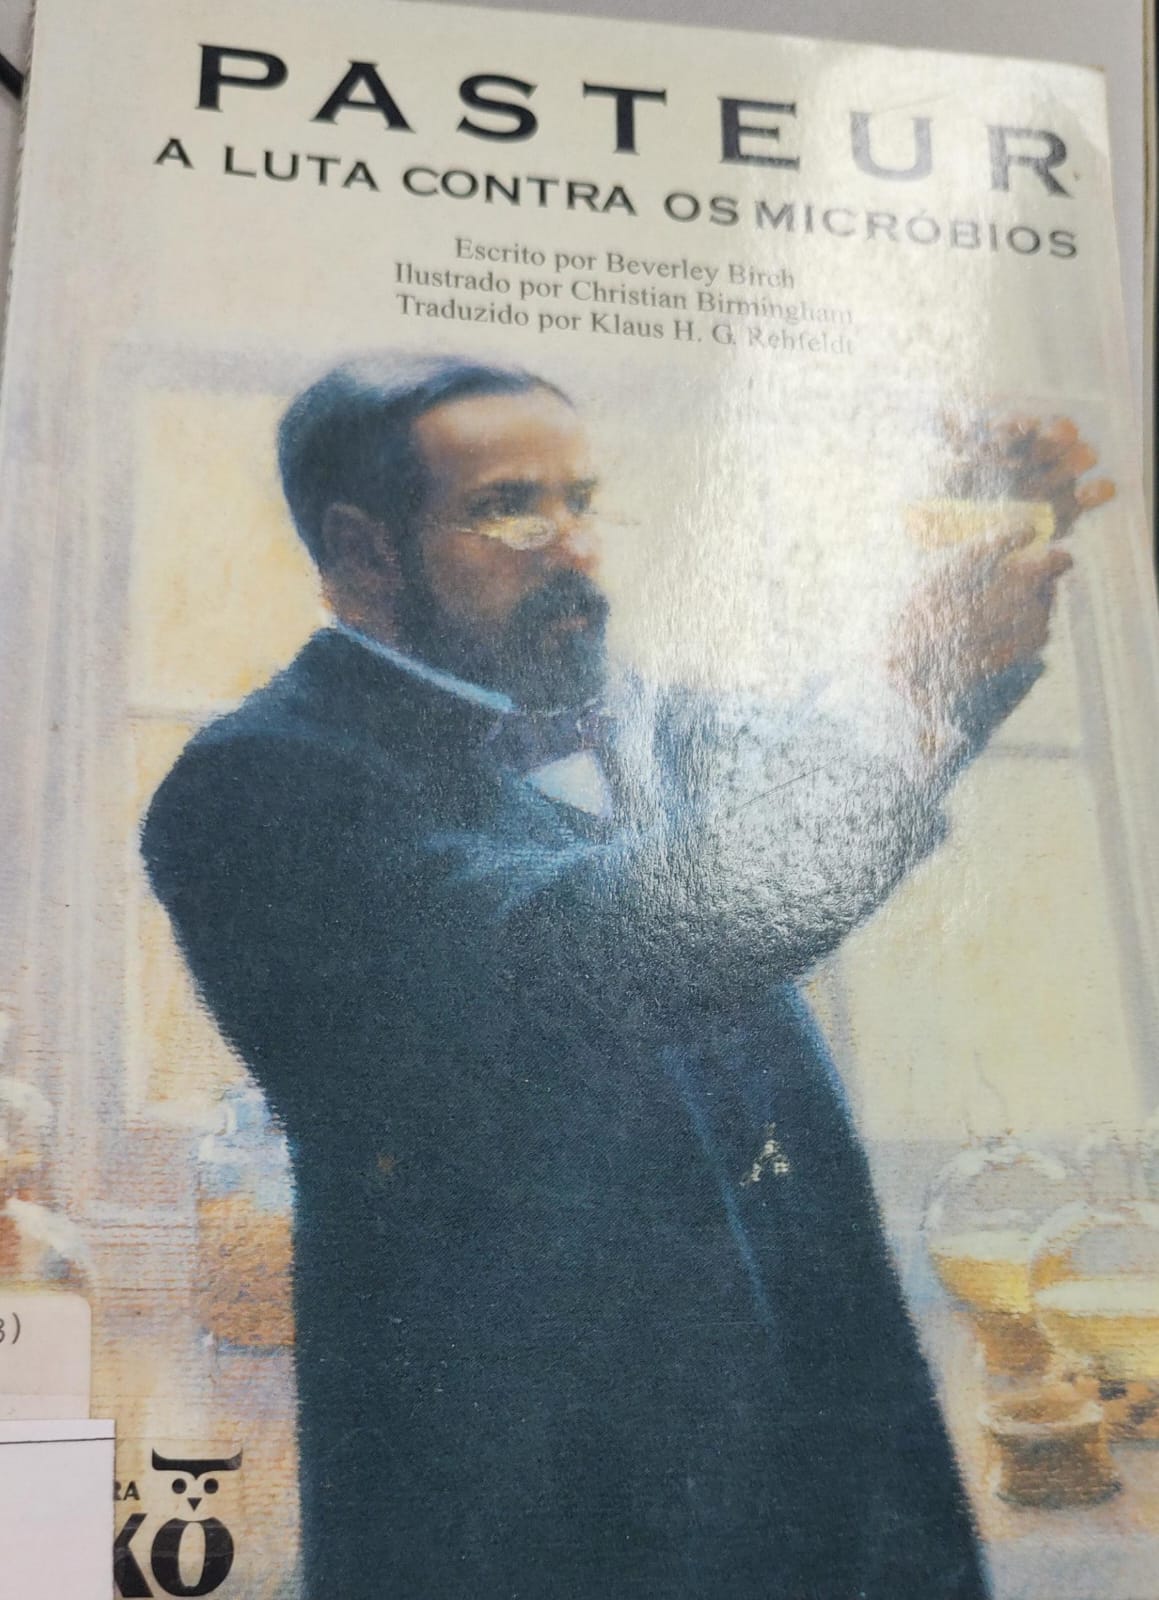 PASTEUR
A LUTA CONTRA OS MICRÓBIOS
Escrito por Beverley Birch
Ilustrado por Christian Birmingham
Traduzido por Klaus H. G. Rehfeldt
3)
RA
KO